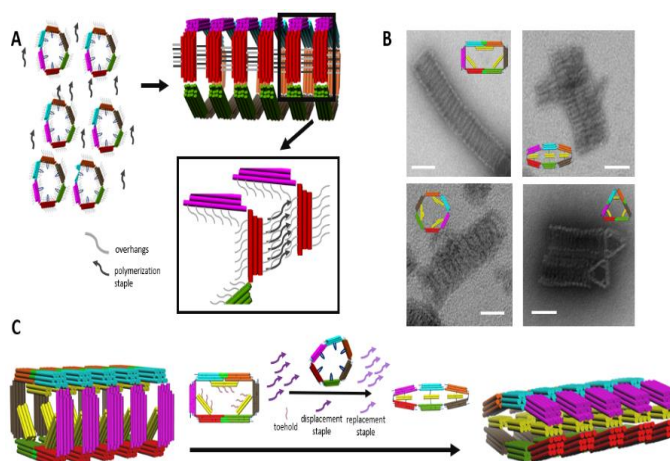 A
overhangs
polymerization
staple
B
C
toehold
displacement
staple
replacement
staple